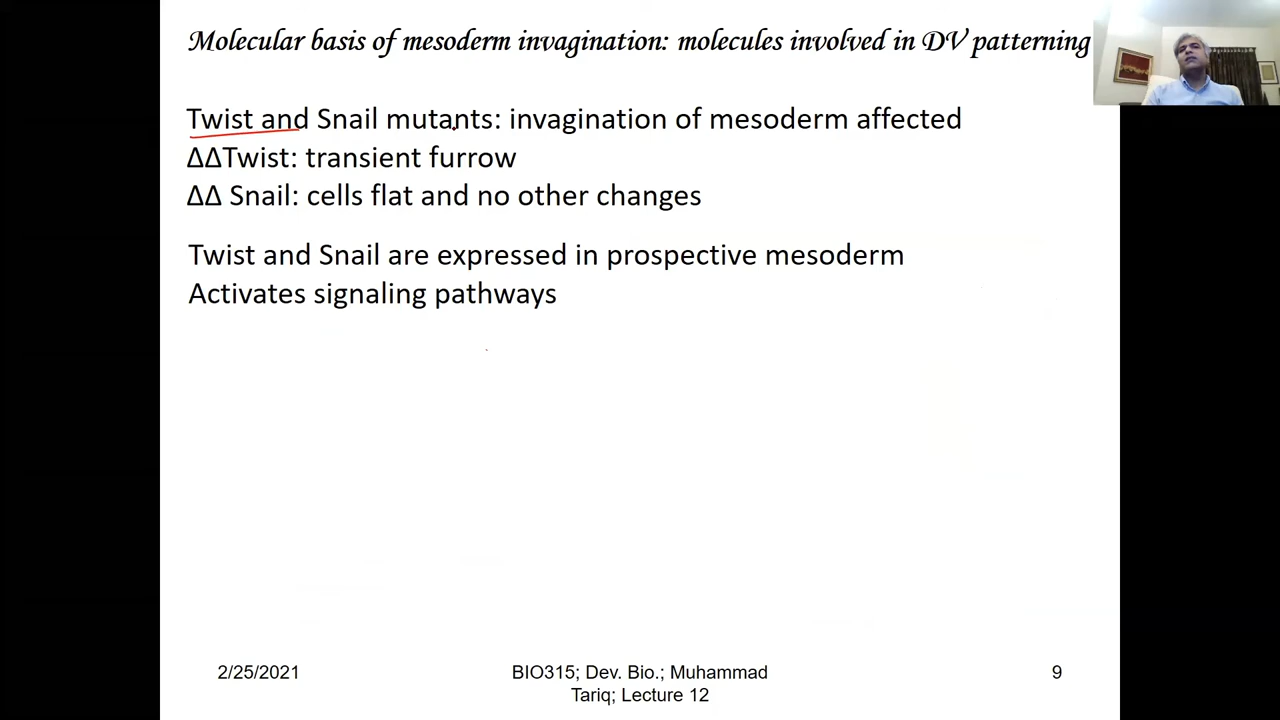 Molecular basis of mesoderm invagination: molecules involved in DV patterning
Twist and Snail mutants: invagination of mesoderm affected
ΔΔTwist: transient furrow
ΔΔ Snail: cells flat and no other changes
Twist and Snail are expressed in prospective mesoderm
Activates signaling pathways
2/25/2021
BIO315; Dev. Bio.; Muhammad
Tariq; Lecture 12
9